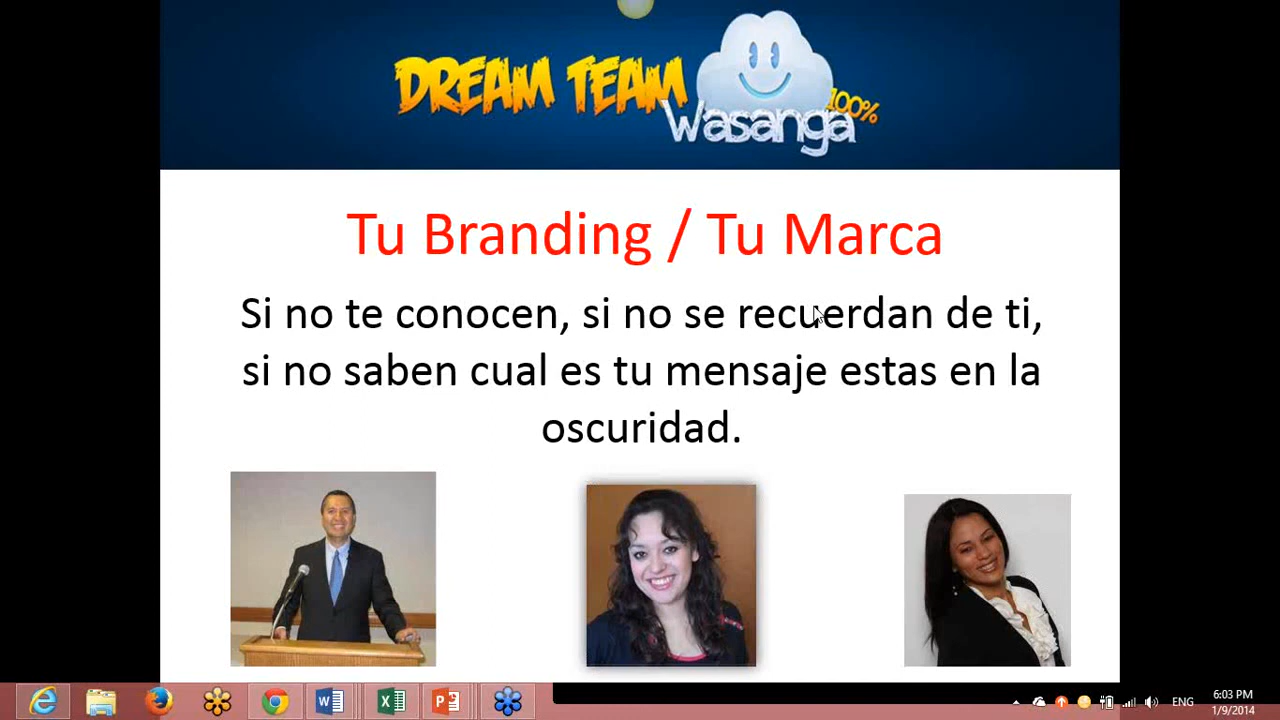 DREAM TEAM
100%
Wasanga
Tu Branding / Tu Marca
Si no te conocen, si no se recuerdan de ti,
si no saben cual es tu mensaje estas en la
oscuridad.
ENG
6:03 PM
1/9/2014